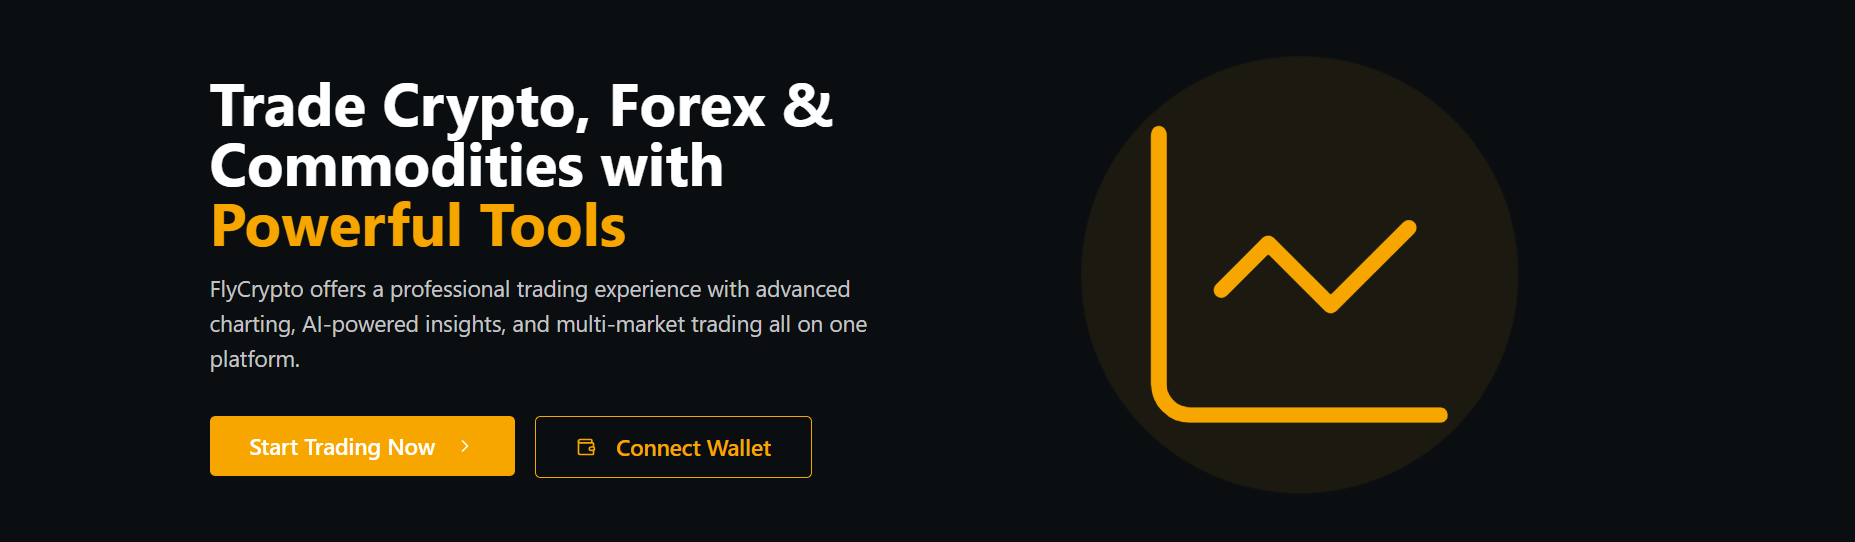 Trade Crypto, Forex &
Commodities with
Powerful Tools
FlyCrypto offers a professional trading experience with advanced
charting, AI-powered insights, and multi-market trading all on one
platform.
Start Trading Now
Connect Wallet